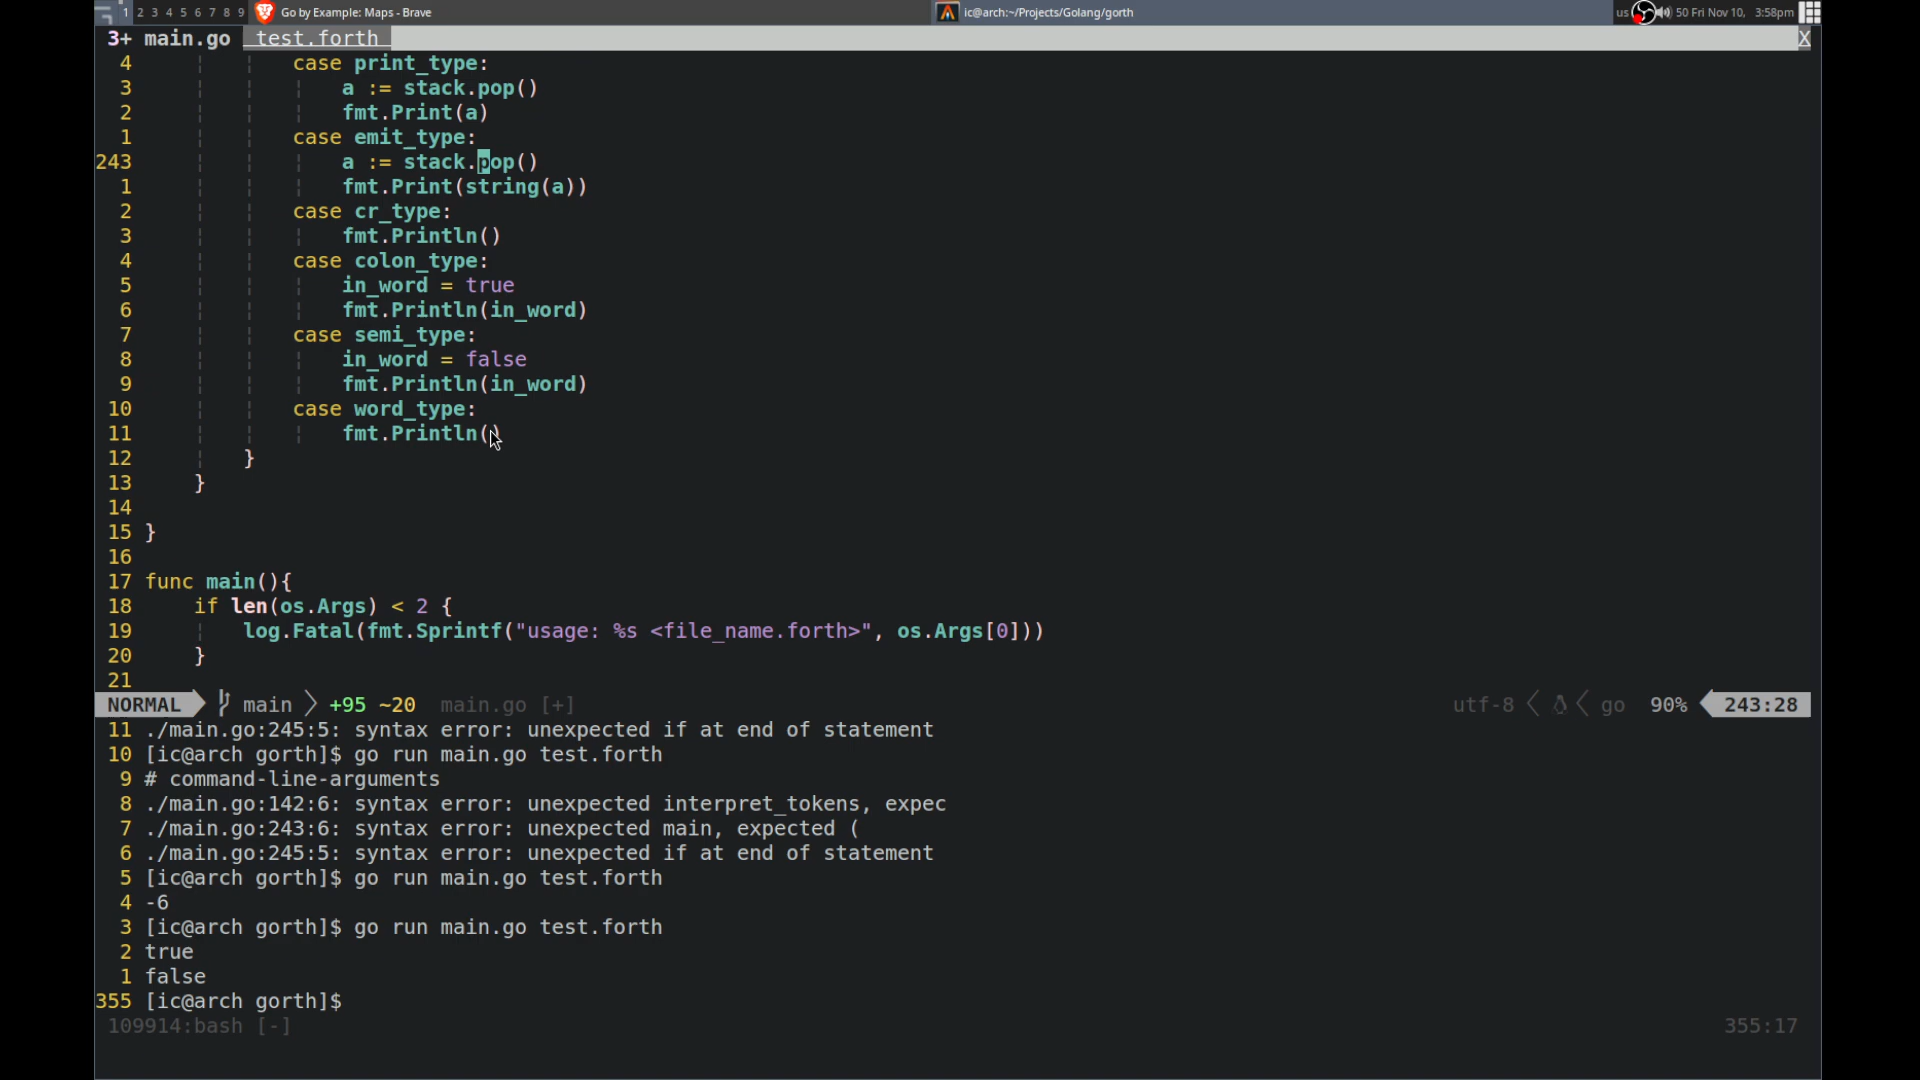 1 2 3 4 5 6 7 8 9 Go by Example: Maps - Brave ic@arch:~/Projects/Golang/gorth us 50 Fri Nov 10, 3:58pm
3+ main.go test.forth X
4 case print_type:
3 a := stack.pop()
2 fmt.Print(a)
1 case emit_type:
243 a := stack.pop()
1 fmt.Print(string(a))
2 case cr_type:
3 fmt.Println()
4 case colon_type:
5 in_word = true
6 fmt.Println(in_word)
7 case semi_type:
8 in_word = false
9 fmt.Println(in_word)
10 case word_type:
11 fmt.Println()
12 }
13 }
14
15 }
16
17 func main(){
18 if len(os.Args) < 2 {
19 log.Fatal(fmt.Sprintf("usage: %s <file_name.forth>", os.Args[0]))
20 }
21
NORMAL main +95 ~20 main.go [+] utf-8 go 90% 243:28
11 ./main.go:245:5: syntax error: unexpected if at end of statement
10 [ic@arch gorth]$ go run main.go test.forth
9 # command-line-arguments
8 ./main.go:142:6: syntax error: unexpected interpret_tokens, expec
7 ./main.go:243:6: syntax error: unexpected main, expected (
6 ./main.go:245:5: syntax error: unexpected if at end of statement
5 [ic@arch gorth]$ go run main.go test.forth
4 -6
3 [ic@arch gorth]$ go run main.go test.forth
2 true
1 false
355 [ic@arch gorth]$
109914:bash [-] 355:17